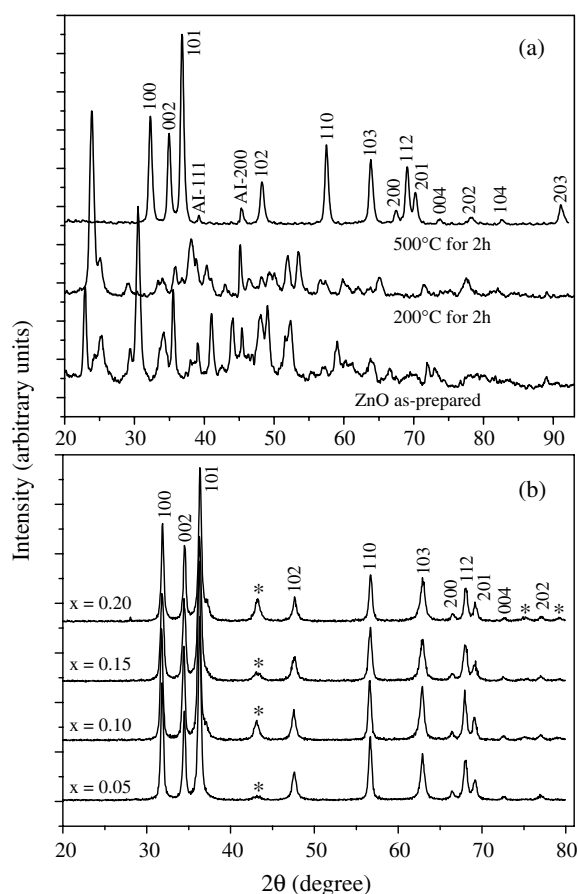 (a)
100
002
101
Al-111
Al-200
102
110
103
200
112
201
004
202
104
203
500°C for 2h
200°C for 2h
ZnO as-prepared
20 30 40 50 60 70 80 90
Intensity (arbitrary units)
(b)
100
002
101
*
102
110
103
200
112
201
004
*
202
*
x = 0.20
x = 0.15
*
x = 0.10
*
x = 0.05
*
20 30 40 50 60 70 80
2θ (degree)